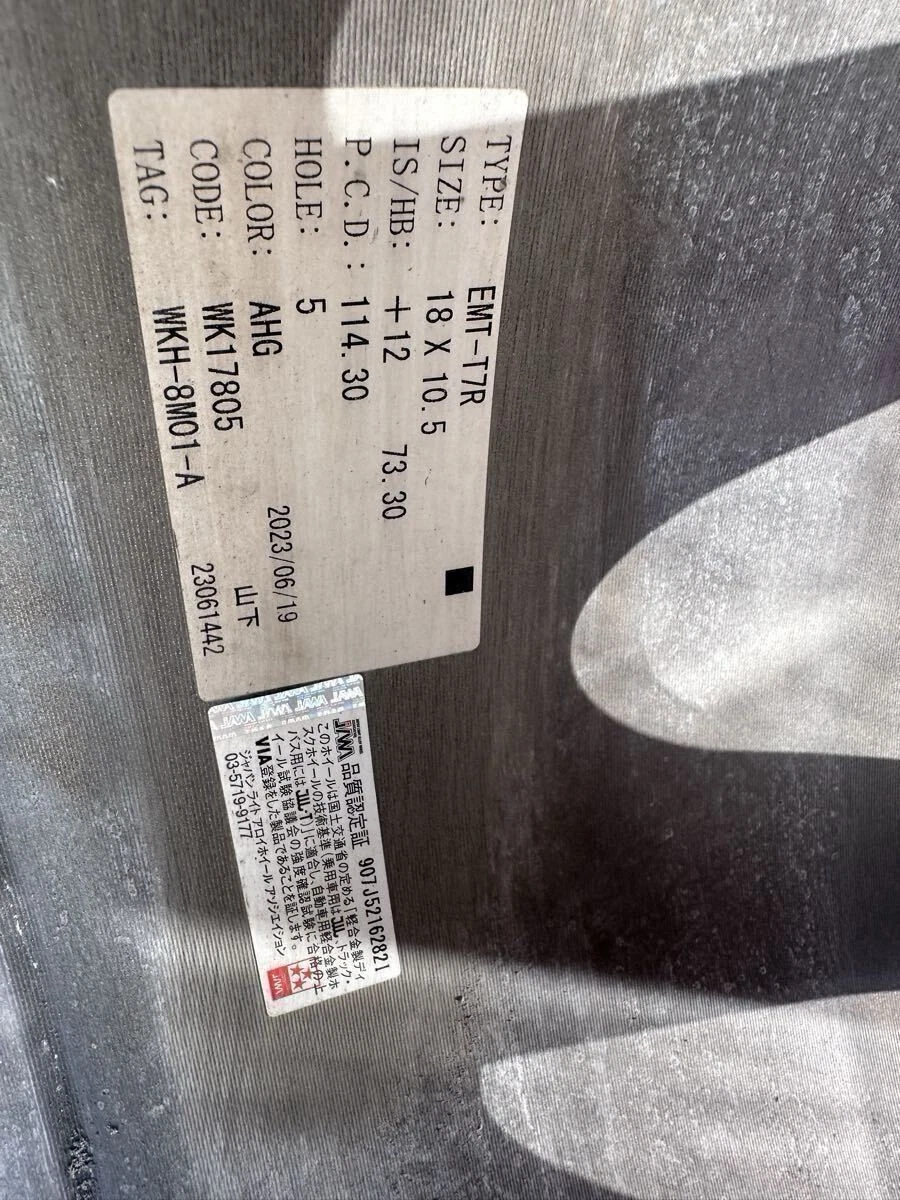 TYPE: EMT-T7R
SIZE: 18 X 10.5
IS/HB: +12 73.30
P.C.D.: 114.30
HOLE: 5
COLOR: AHG 2023/06/19
CODE: WK17805 山下
TAG: WKH-8M01-A 23061442
JAWA 品質認定証 907J5216282I
このホイールは国土交通省の定める「軽合金製ディ
スクホイールの技術基準(乗用車用はJWL、トラック・
バス用にはJWL-T)」に適合し、自動車用軽合金製ホ
イール試験協議会の強度確認試験に合格の上
VIA登録をした製品であることを証します。
ジャパン ライト アロイホイール アソシエイション
03-5719-9177